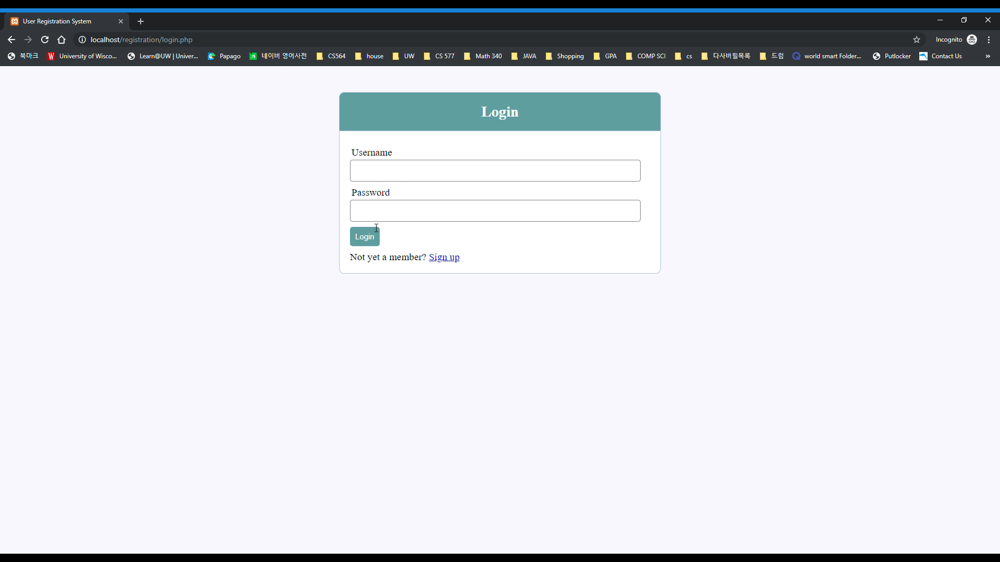 User Registration System
localhost/registration/login.php
Incognito
북마크 University of Wisco... Learn@UW | Univer... Papago 네이버 영어사전 CS564 house UW CS 577 Math 340 JAVA Shopping GPA COMP SCI cs 다사버릴목록 드럼 world smart Folder... Putlocker Contact Us »
Login
Username
Password
Login
Not yet a member? Sign up